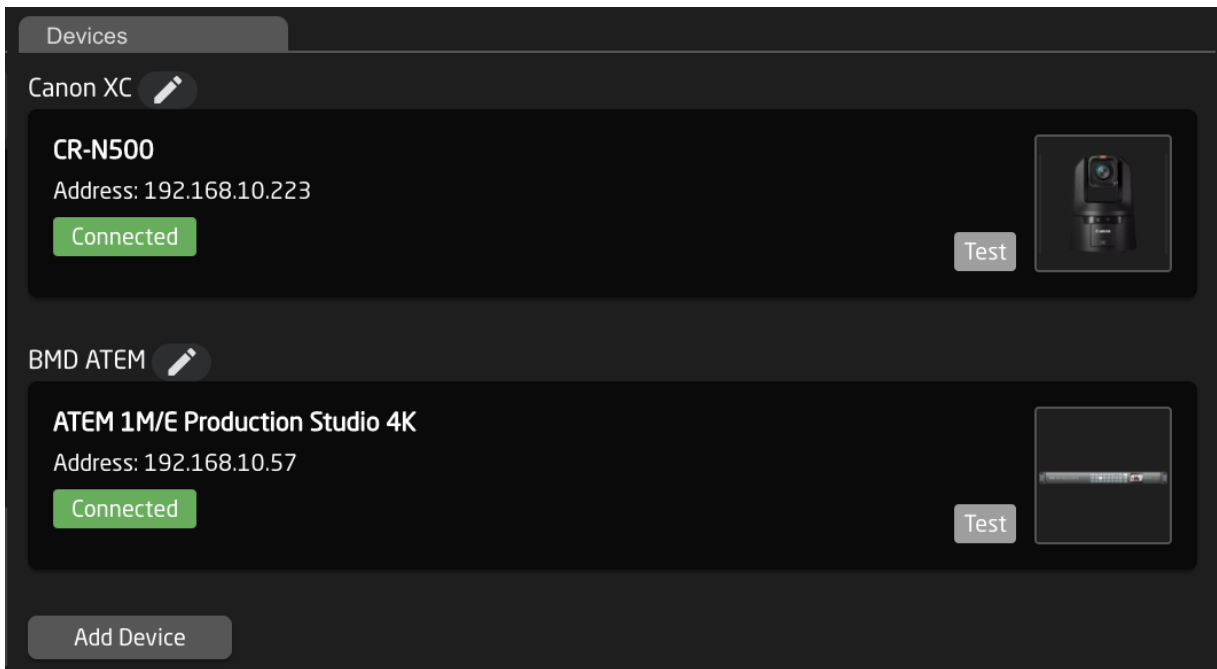 Devices
Canon XC
CR-N500
Address: 192.168.10.223
Connected
Test
BMD ATEM
ATEM 1M/E Production Studio 4K
Address: 192.168.10.57
Connected
Test
Add Device